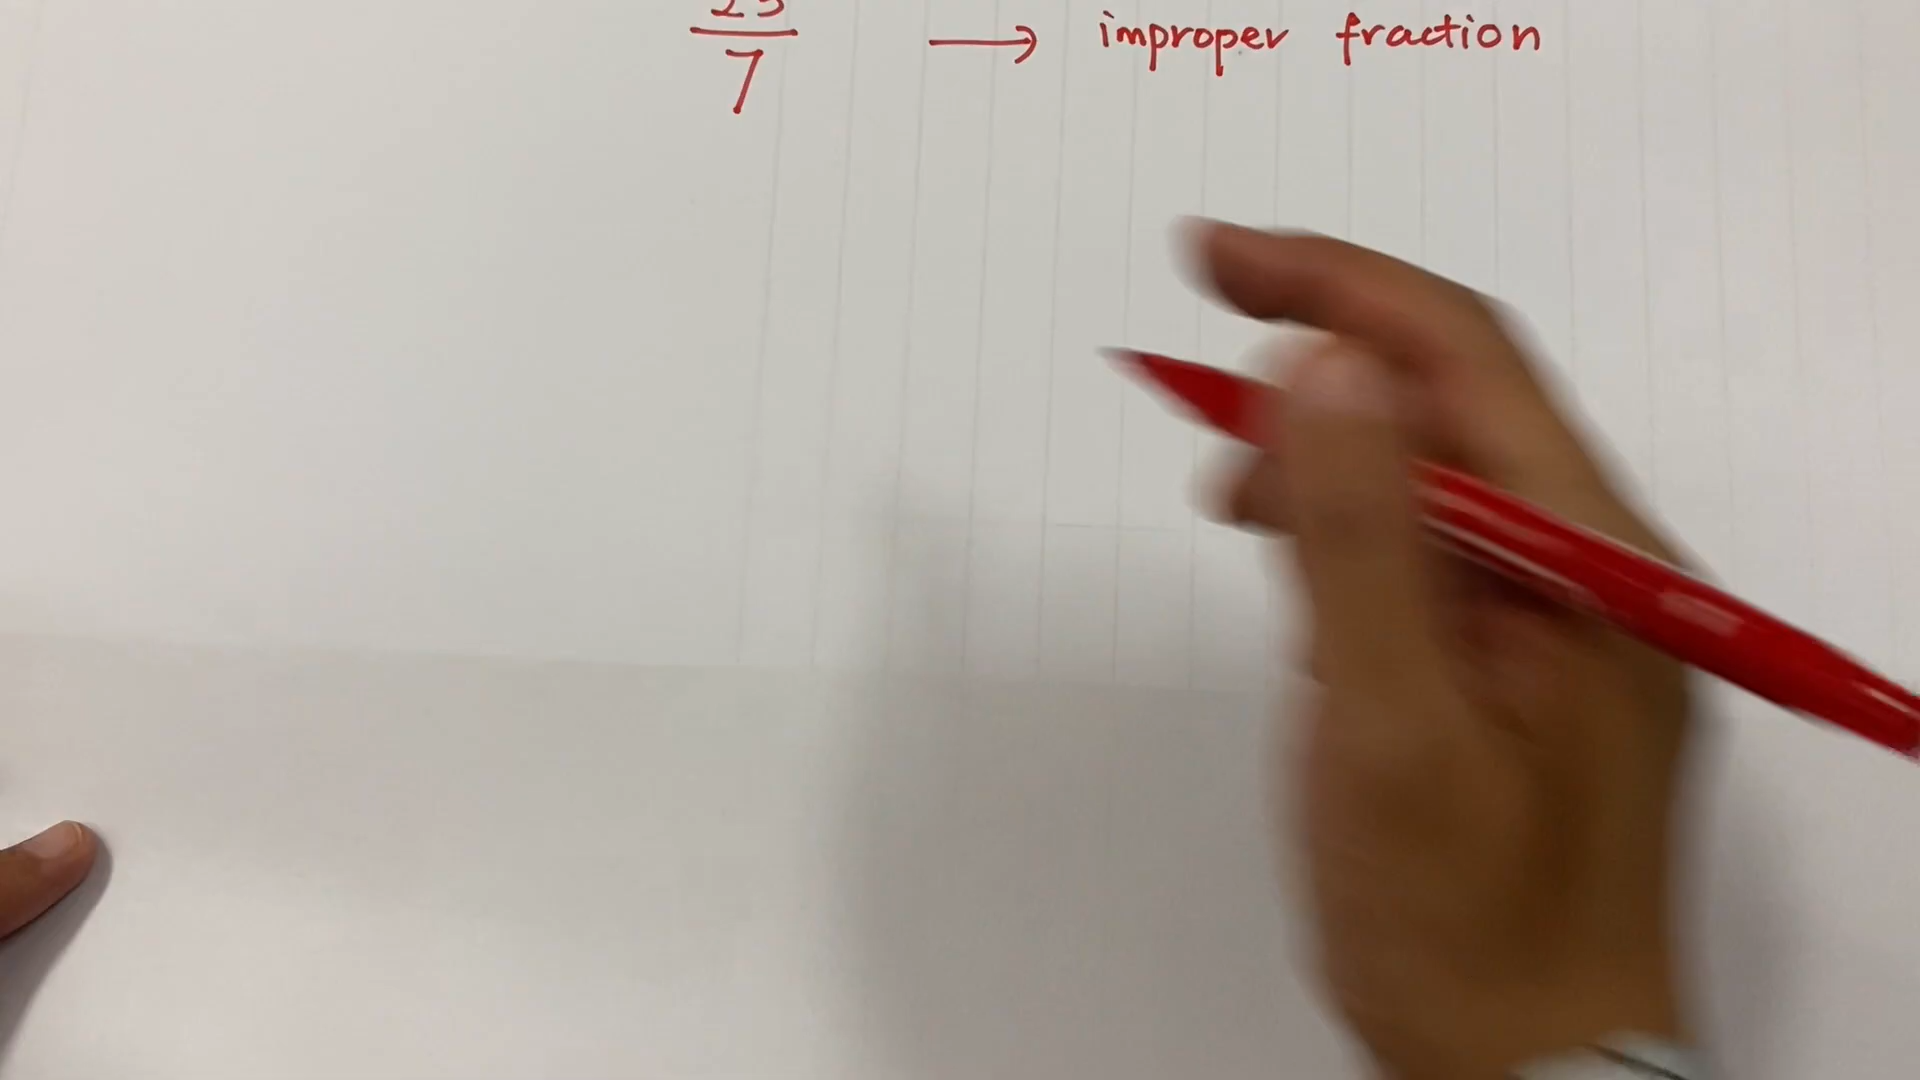 7 → improper fraction